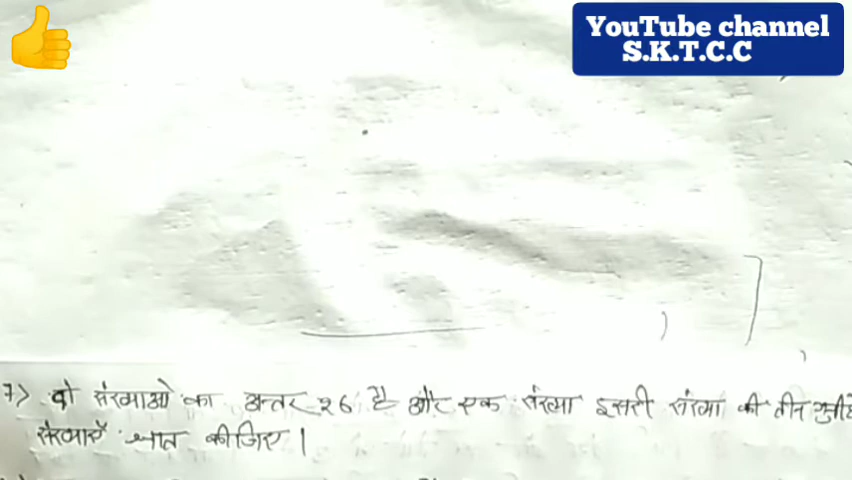 YouTube channel
S.K.T.C.C
7> दो संख्याओ का अन्तर 26 है और एक संख्या दूसरी संख्या की तीन गुनी है
संख्याएँ ज्ञात कीजिए।